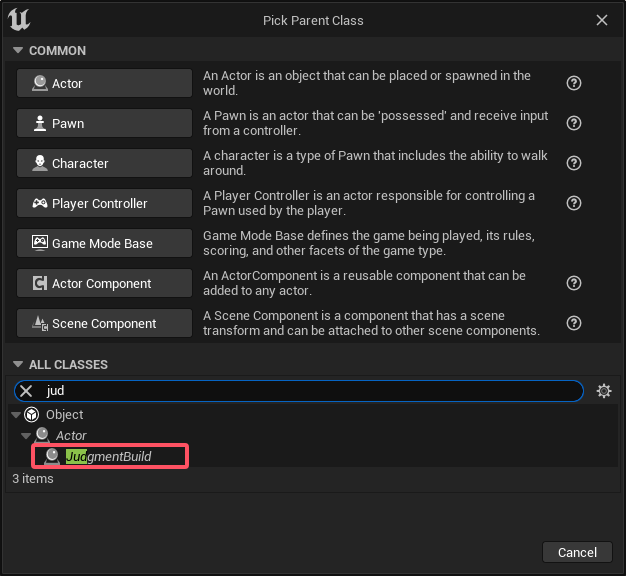 Pick Parent Class
COMMON
Actor
An Actor is an object that can be placed or spawned in the
world.
Pawn
A Pawn is an actor that can be 'possessed' and receive input
from a controller.
Character
A character is a type of Pawn that includes the ability to walk
around.
Player Controller
A Player Controller is an actor responsible for controlling a
Pawn used by the player.
Game Mode Base
Game Mode Base defines the game being played, its rules,
scoring, and other facets of the game type.
Actor Component
An ActorComponent is a reusable component that can be
added to any actor.
Scene Component
A Scene Component is a component that has a scene
transform and can be attached to other scene components.
ALL CLASSES
jud
Object
Actor
JudgmentBuild
3 items
Cancel